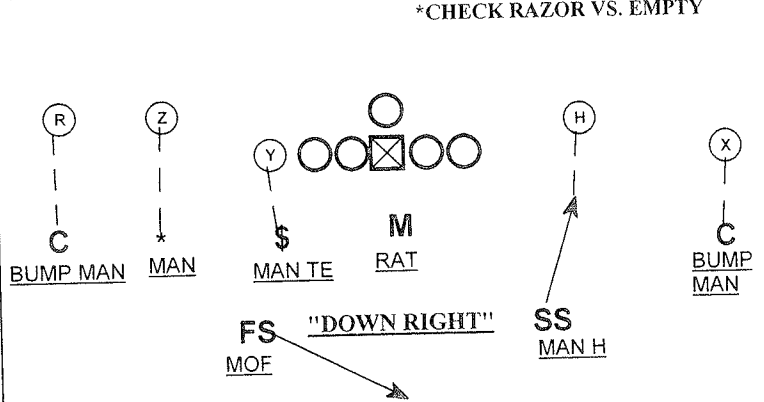 *CHECK RAZOR VS. EMPTY
R
Z
Y
H
X
C
*
$
M
C
BUMP MAN
MAN
MAN TE
RAT
BUMP
MAN
FS
"DOWN RIGHT"
SS
MOF
MAN H